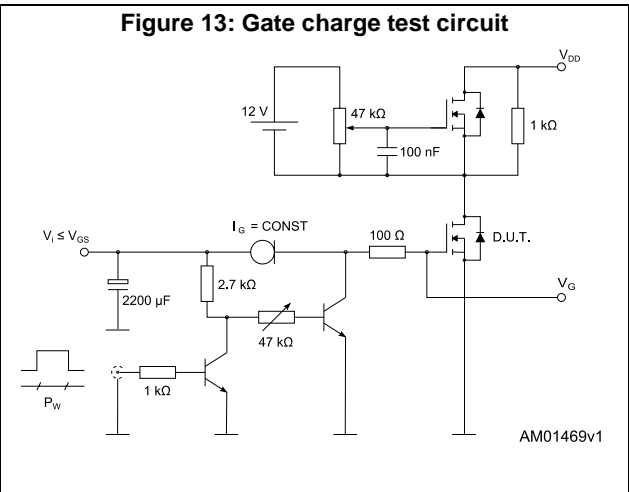 Figure 13: Gate charge test circuit
VDD
12 V
47 kΩ
1 kΩ
100 nF
Vi ≤ VGS
IG = CONST
100 Ω
D.U.T.
2.7 kΩ
VG
2200 μF
47 kΩ
1 kΩ
PW
AM01469v1